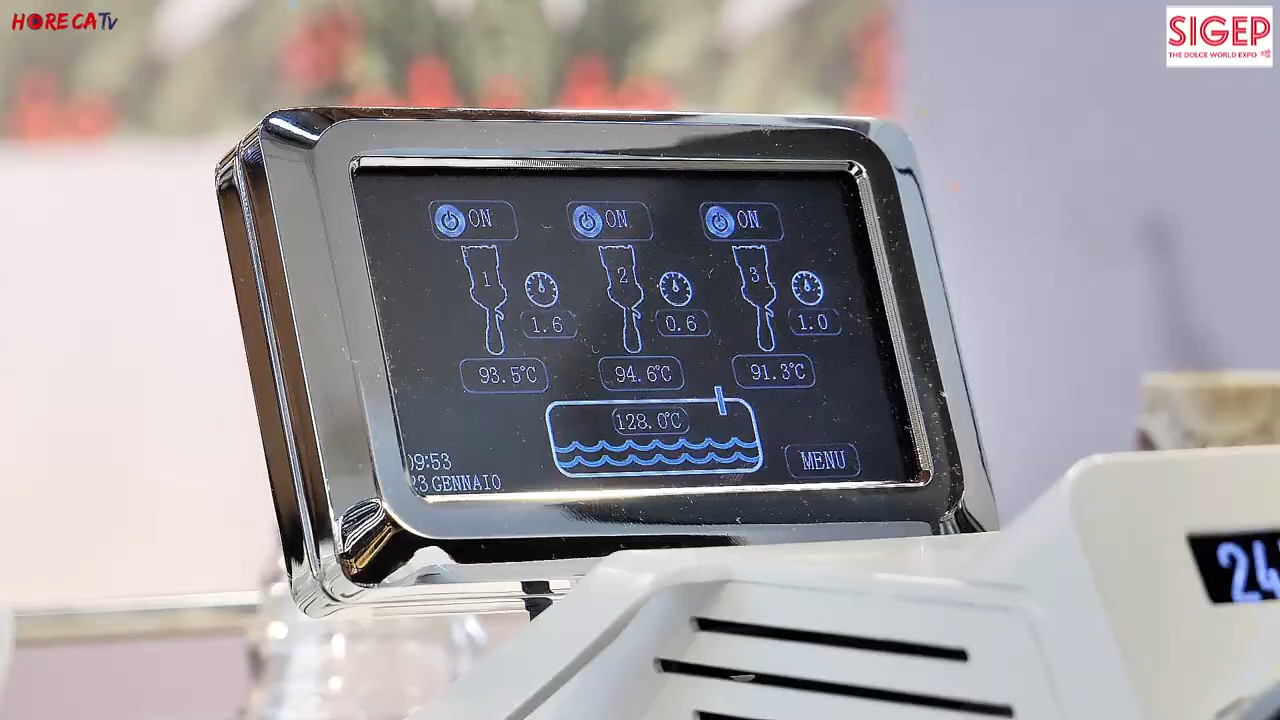 HORECATV
SIGEP
THE DOLCE WORLD EXPO
ON ON ON
1 2 3
1.6 0.6 1.0
93.5℃ 94.6℃ 91.3℃
128.0℃
09:53
23 GENNAIO
MENU
24